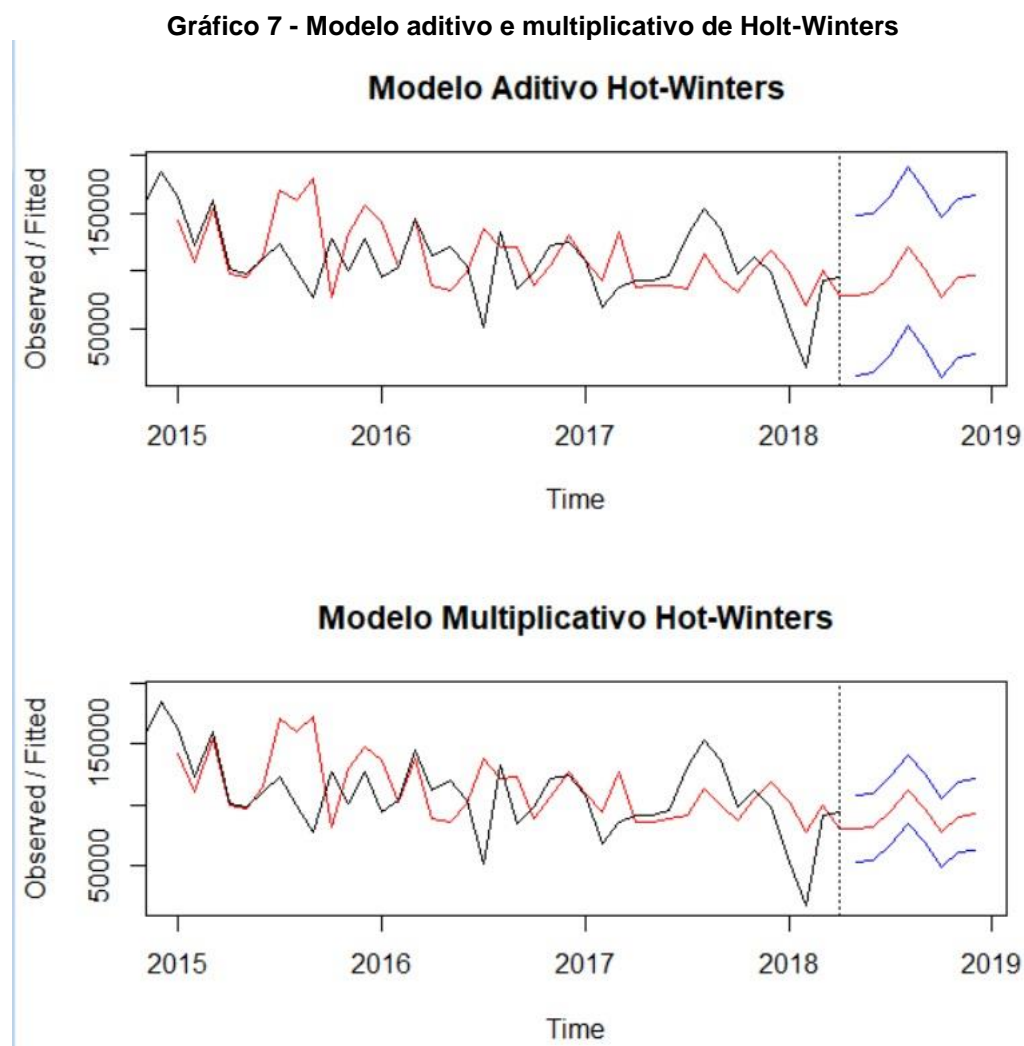 Gráfico 7 - Modelo aditivo e multiplicativo de Holt-Winters
Modelo Aditivo Hot-Winters
Observed / Fitted
150000
50000
2015 2016 2017 2018 2019
Time
Modelo Multiplicativo Hot-Winters
Observed / Fitted
150000
50000
2015 2016 2017 2018 2019
Time